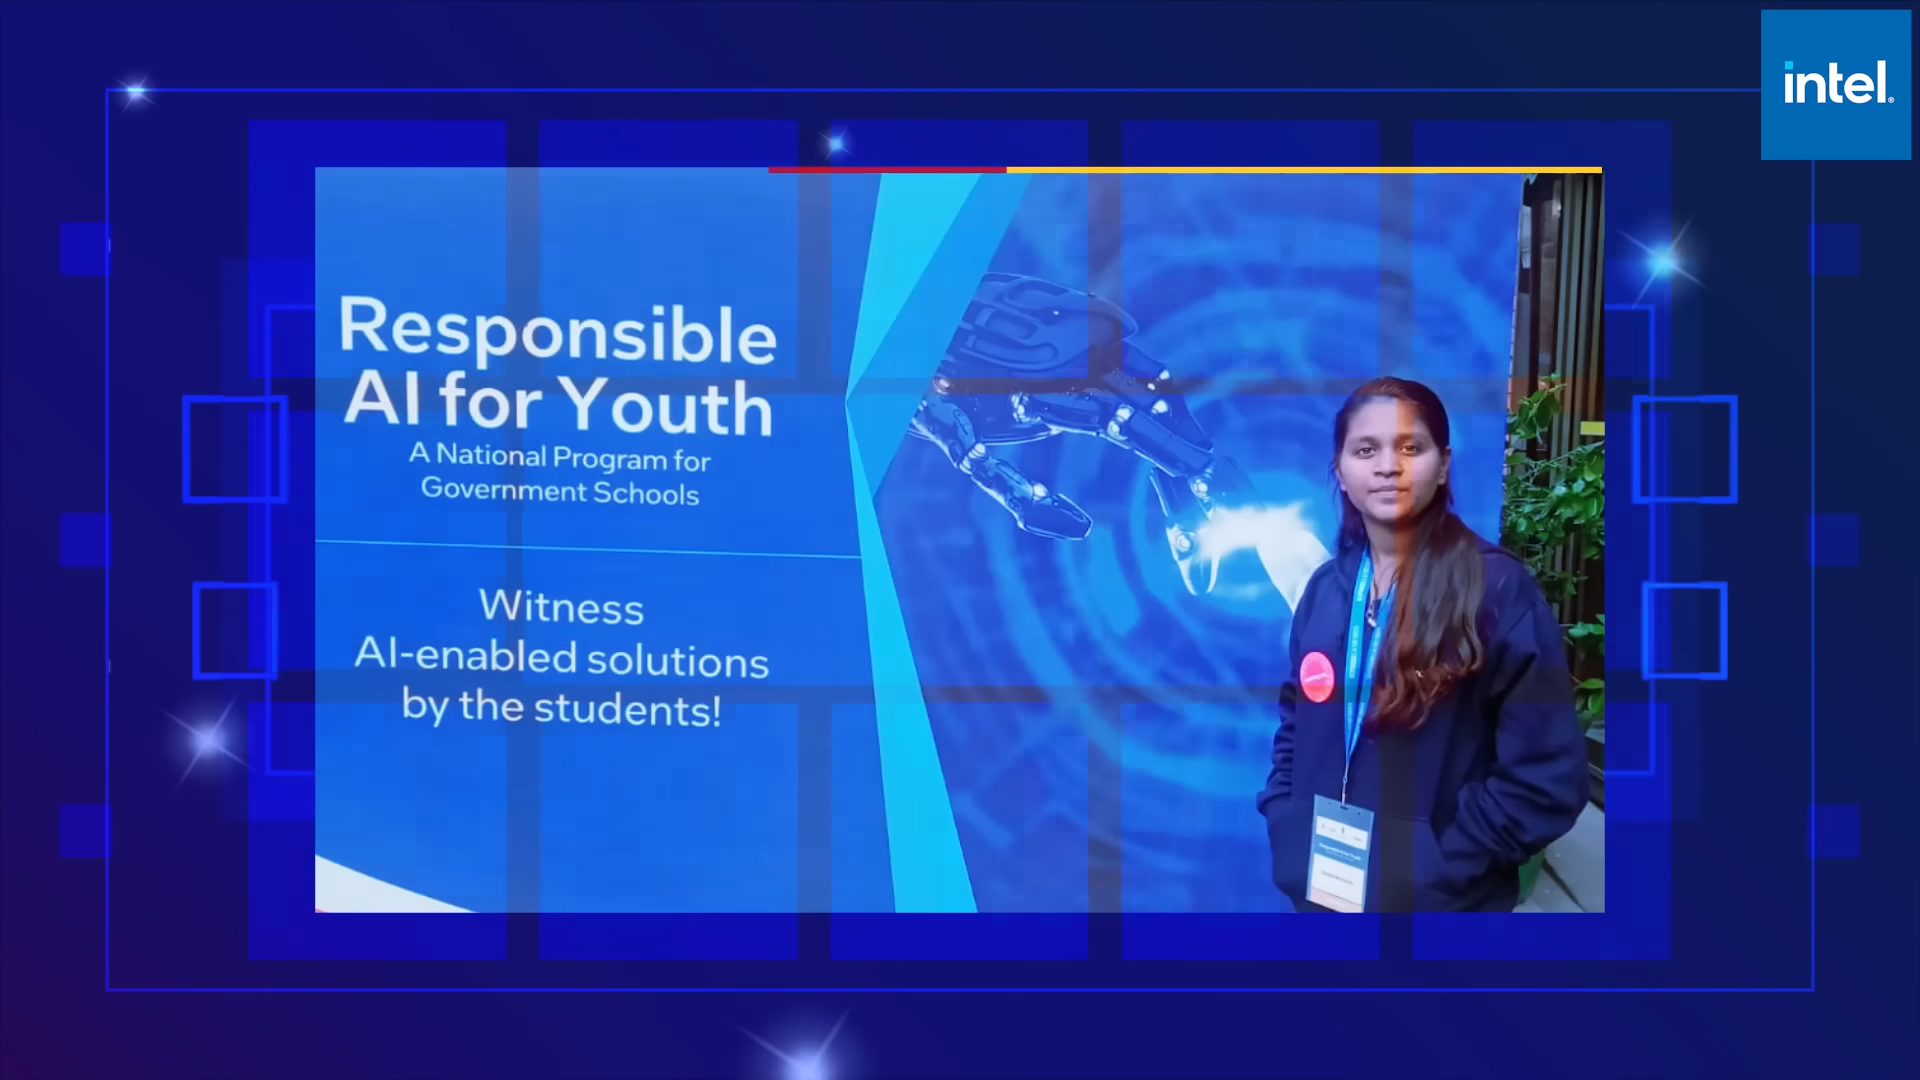 intel
Responsible
AI for Youth
A National Program for
Government Schools
Witness
AI-enabled solutions
by the students!